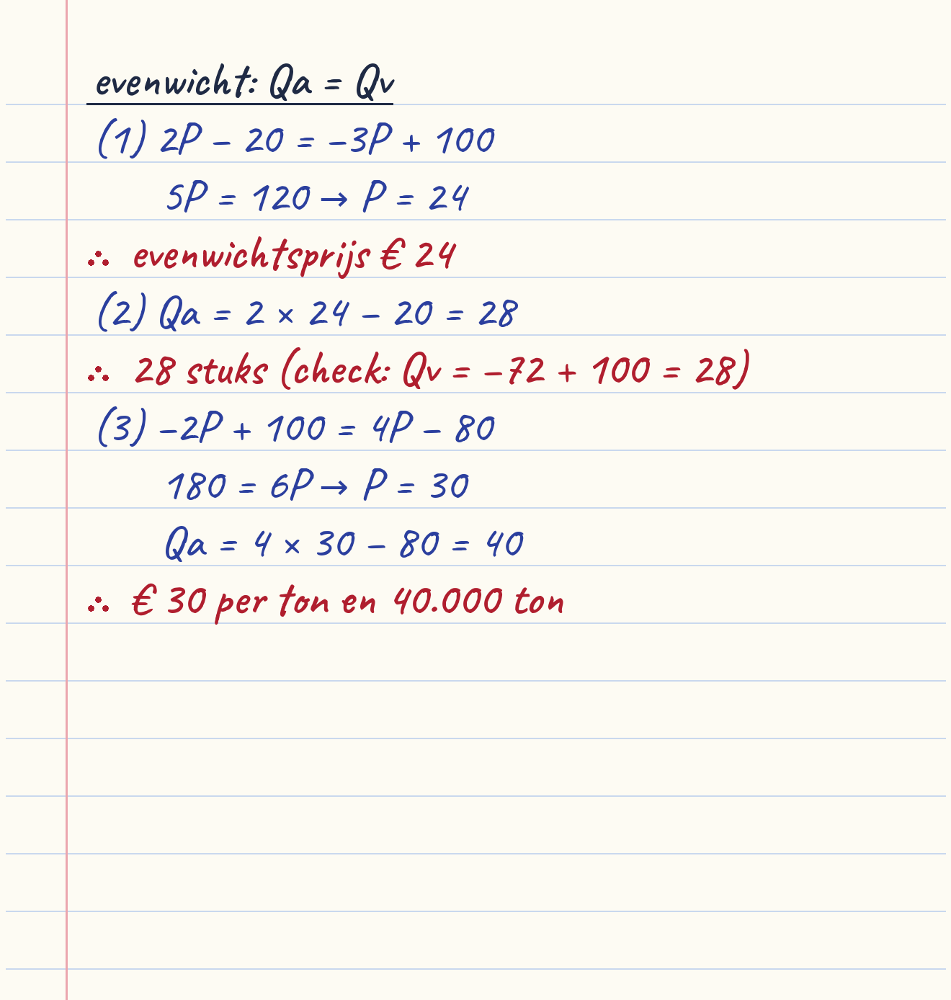 evenwicht: Qa = Qv
(1) 2P – 20 = –3P + 100
5P = 120 → P = 24
∴ evenwichtsprijs € 24
(2) Qa = 2 × 24 – 20 = 28
∴ 28 stuks (check: Qv = –72 + 100 = 28)
(3) –2P + 100 = 4P – 80
180 = 6P → P = 30
Qa = 4 × 30 – 80 = 40
∴ € 30 per ton en 40.000 ton